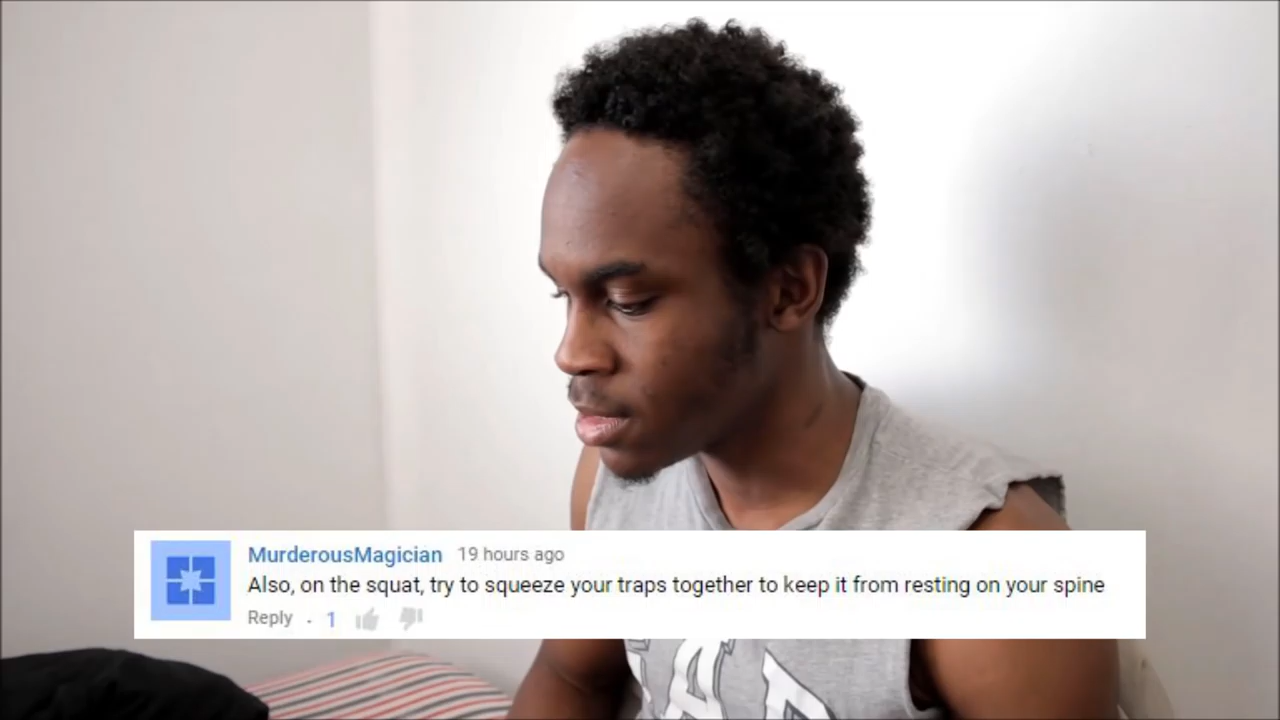 MurderousMagician 19 hours ago
Also, on the squat, try to squeeze your traps together to keep it from resting on your spine
Reply . 1